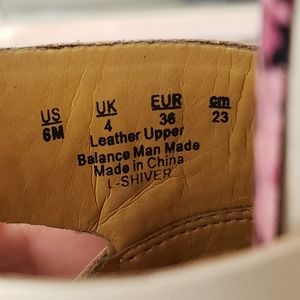 US UK EUR cm
6M 4 36 23
Leather Upper
Balance Man Made
Made in China
L-SHIVER